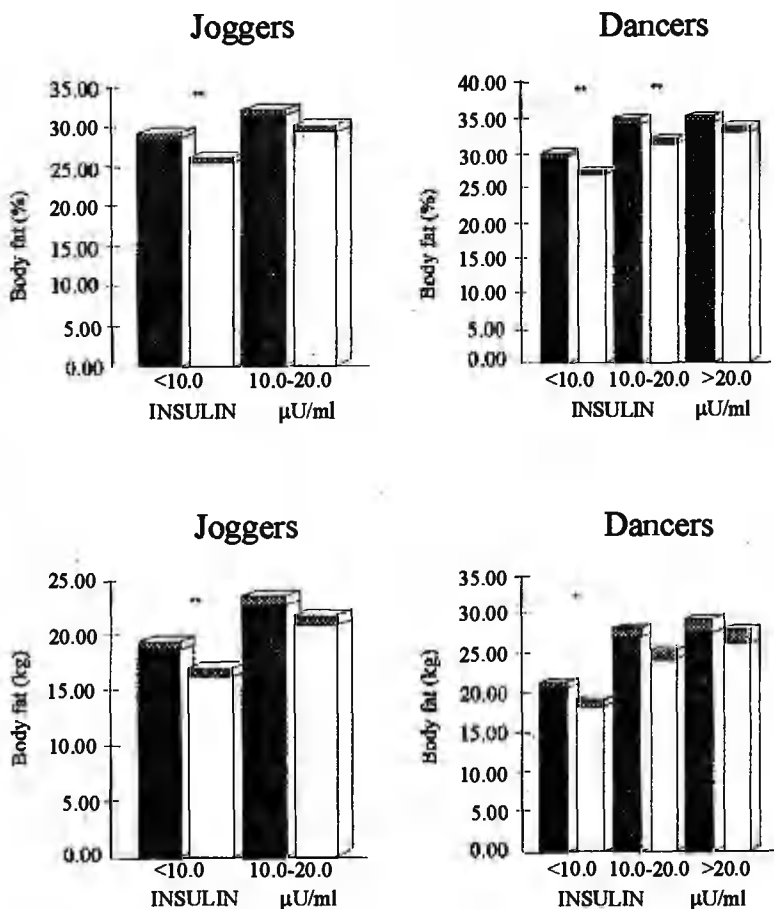 Joggers
Body fat (%)
35.00
30.00
25.00
20.00
15.00
10.00
5.00
0.00
**
<10.0 10.0-20.0
INSULIN µU/ml
Dancers
Body fat (%)
40.00
35.00
30.00
25.00
20.00
15.00
10.00
5.00
0.00
** **
<10.0 10.0-20.0 >20.0
INSULIN µU/ml
Joggers
Body fat (kg)
25.00
20.00
15.00
10.00
5.00
0.00
**
<10.0 10.0-20.0
INSULIN µU/ml
Dancers
Body fat (kg)
35.00
30.00
25.00
20.00
15.00
10.00
5.00
0.00
*
<10.0 10.0-20.0 >20.0
INSULIN µU/ml